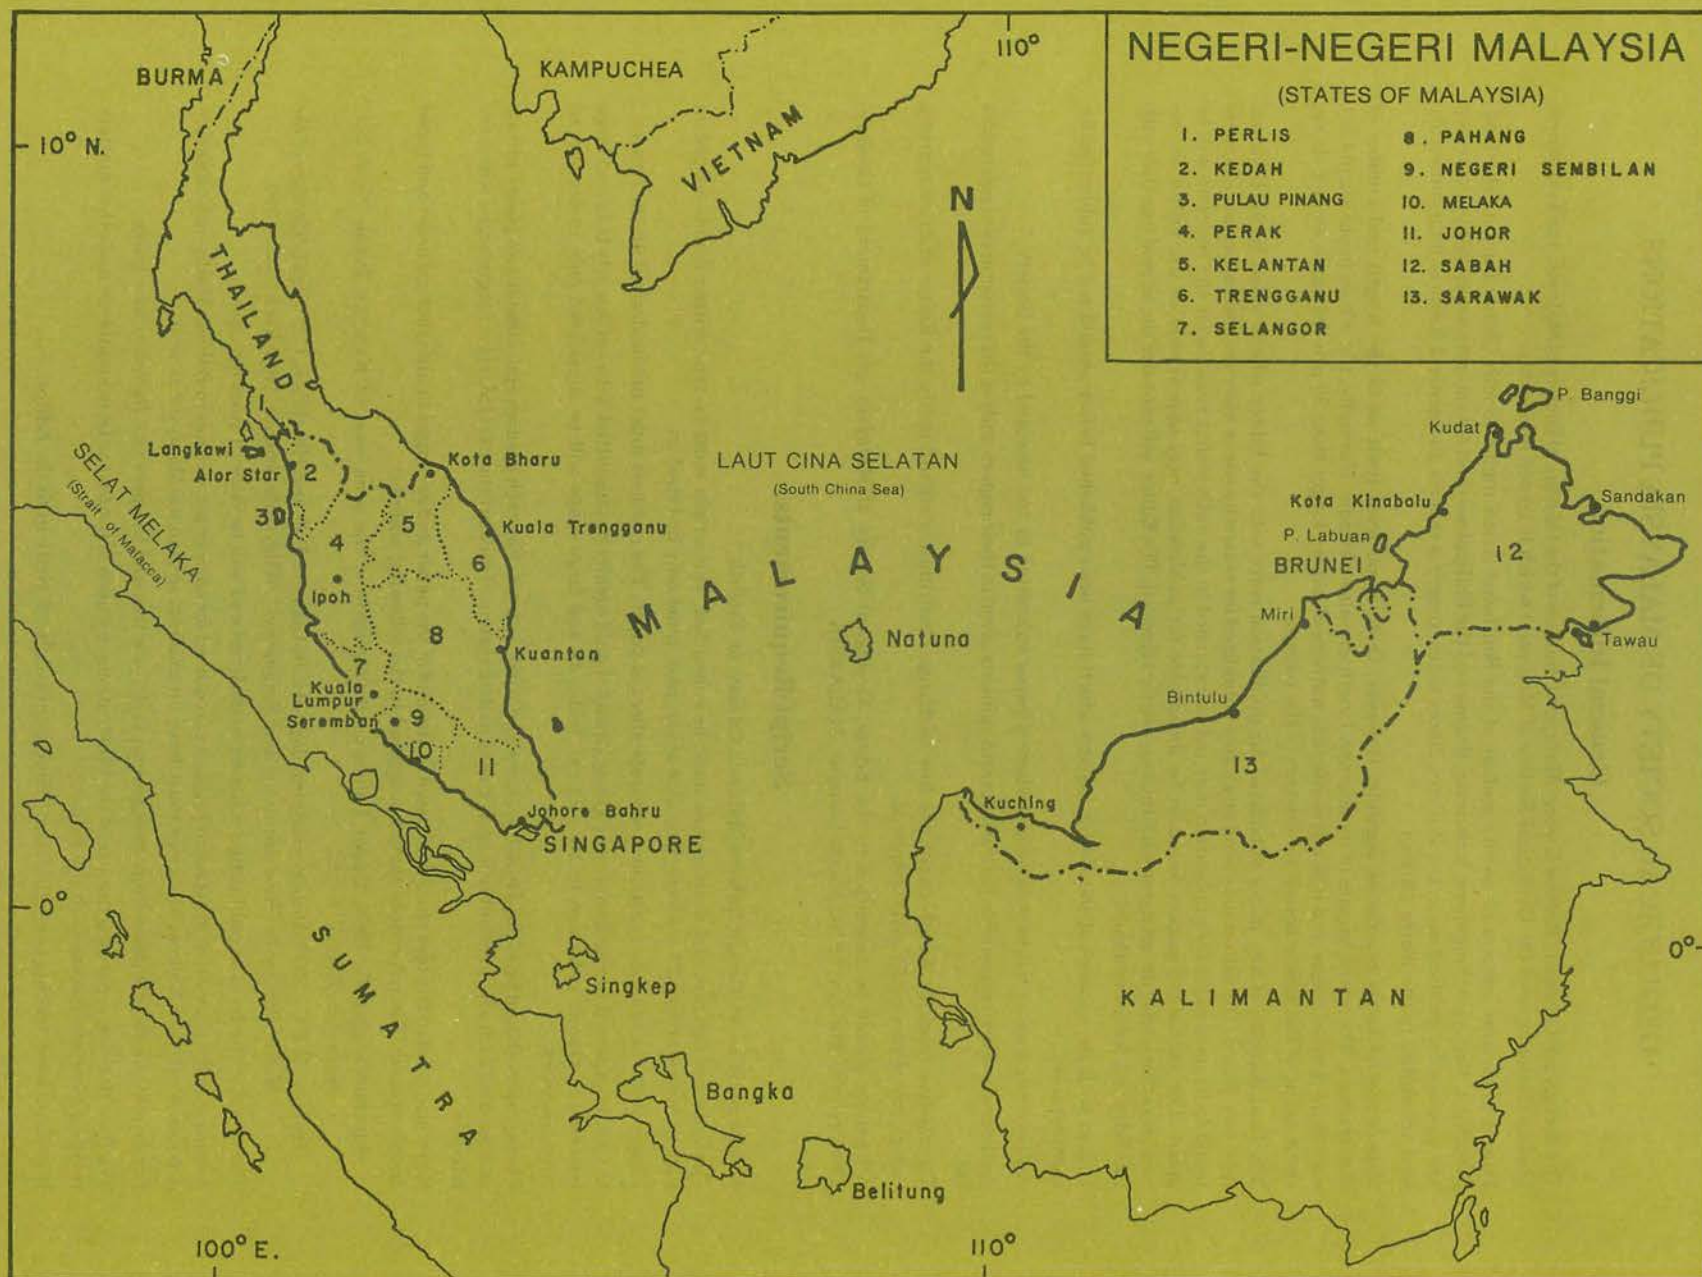 NEGERI-NEGERI MALAYSIA
(STATES OF MALAYSIA)
1. PERLIS
2. KEDAH
3. PULAU PINANG
4. PERAK
5. KELANTAN
6. TRENGGANU
7. SELANGOR
8. PAHANG
9. NEGERI SEMBILAN
10. MELAKA
11. JOHOR
12. SABAH
13. SARAWAK
110°
10° N.
BURMA
KAMPUCHEA
VIETNAM
N
THAILAND
P. Banggi
Kudat
Langkawi
Alor Star
2
Kota Bharu
SELAT MELAKA
(Strait of Malacca)
LAUT CINA SELATAN
(South China Sea)
Kota Kinabalu
Sandakan
3
5
Kuala Trengganu
4
6
P. Labuan
BRUNEI
12
Ipoh
MALAYSIA
Miri
Tawau
8
Natuna
Kuantan
7
Kuala
Lumpur
Seremban
9
Bintulu
10
11
13
Johore Bahru
SINGAPORE
Kuching
0°
0°
SUMATRA
Singkep
KALIMANTAN
Bangka
Belitung
100° E.
110°